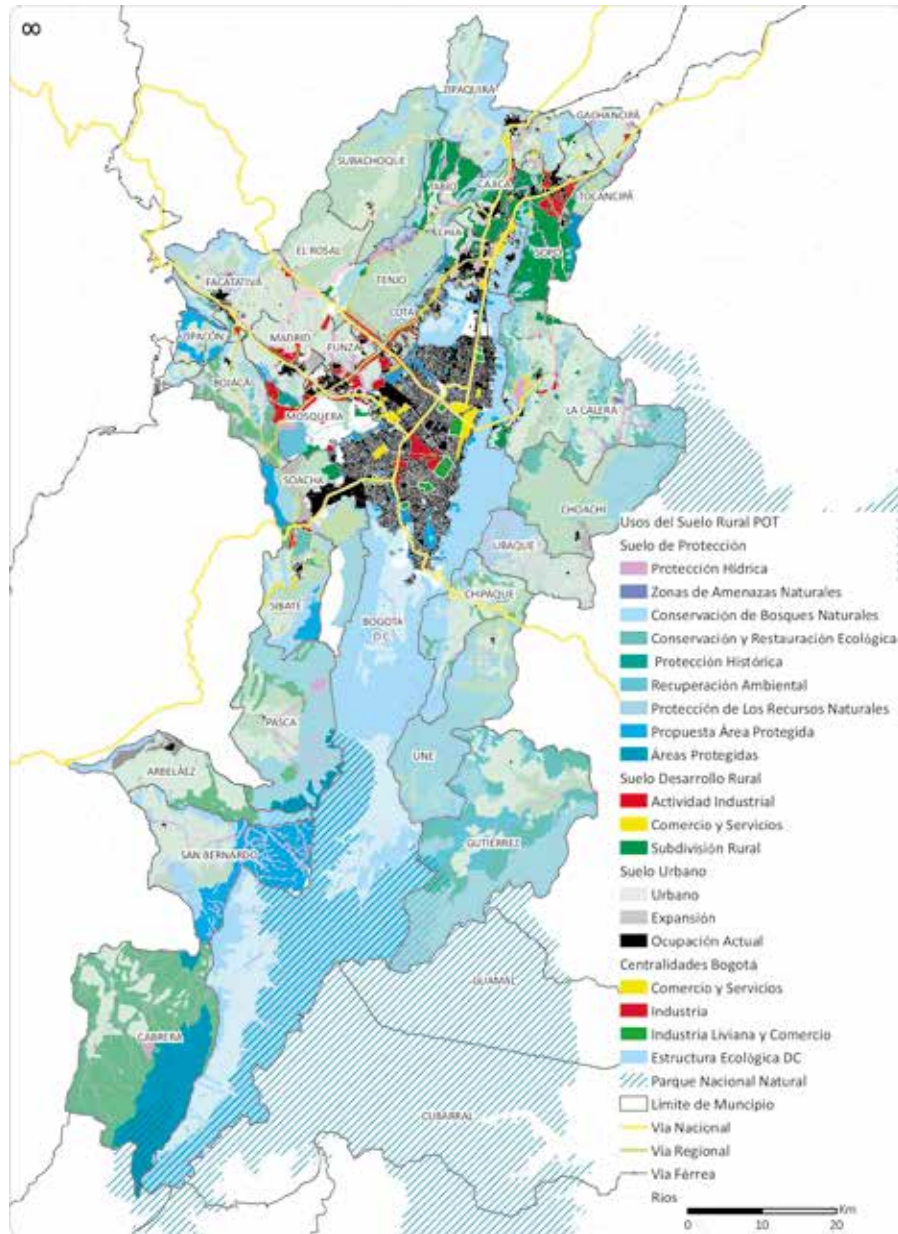 8
ZIPAQUIRÁ
GACHANCIPÁ
SUBACHOQUE
TABIO
CAJICÁ
TOCANCIPÁ
CHIA
SOPÓ
EL ROSAL
TENJO
FACATATIVÁ
COTA
ZIPACÓN
MADRID
FUNZA
BOJACÁ
MOSQUERA
LA CALERA
SOACHA
CHOACHÍ
UBAQUE
SIBATÉ
BOGOTÁ
D.C.
CHIPAQUE
PASCA
UNE
ARBELÁEZ
SAN BERNARDO
GUTIÉRREZ
GUAMAL
CABRERA
CUBARRAL
Usos del Suelo Rural POT
Suelo de Protección
Protección Hídrica
Zonas de Amenazas Naturales
Conservación de Bosques Naturales
Conservación y Restauración Ecológica
Protección Histórica
Recuperación Ambiental
Protección de Los Recursos Naturales
Propuesta Área Protegida
Áreas Protegidas
Suelo Desarrollo Rural
Actividad Industrial
Comercio y Servicios
Subdivisión Rural
Suelo Urbano
Urbano
Expansión
Ocupación Actual
Centralidades Bogotá
Comercio y Servicios
Industria
Industria Liviana y Comercio
Estructura Ecológica DC
Parque Nacional Natural
Límite de Muncipio
Vía Nacional
Vía Regional
Vía Férrea
Ríos
Km
0 10 20